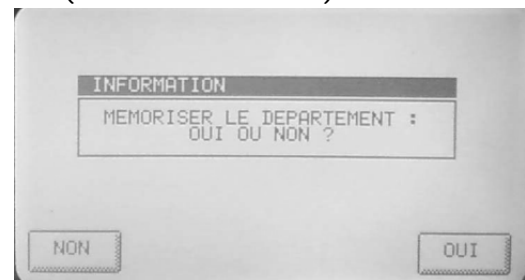 INFORMATION
MEMORISER LE DEPARTEMENT :
OUI OU NON ?
NON
OUI